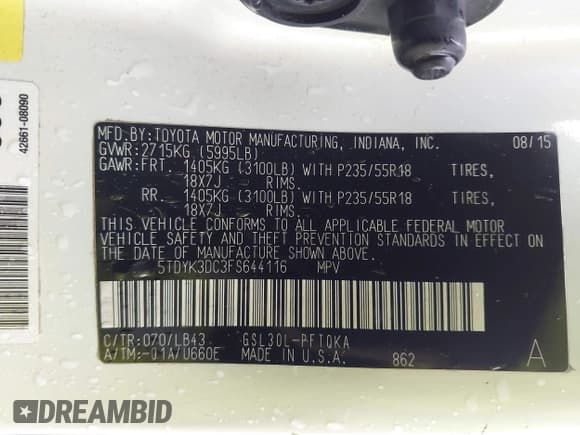 42661-08090
MFD.BY:TOYOTA MOTOR MANUFACTURING, INDIANA, INC. 08/15
GVWR:2715KG (5995LB)
GAWR:FRT. 1405KG (3100LB) WITH P235/55R18 TIRES,
18X7J RIMS.
RR. 1405KG (3100LB) WITH P235/55R18 TIRES,
18X7J RIMS.
THIS VEHICLE CONFORMS TO ALL APPLICABLE FEDERAL MOTOR
VEHICLE SAFETY AND THEFT PREVENTION STANDARDS IN EFFECT ON
THE DATE OF MANUFACTURE SHOWN ABOVE.
5TDYK3DC3FS644116 MPV
C/TR:070/LB43 GSL30L-PFTQKA
A/TM:-01A/U660E MADE IN U.S.A. 862 A
DREAMBID